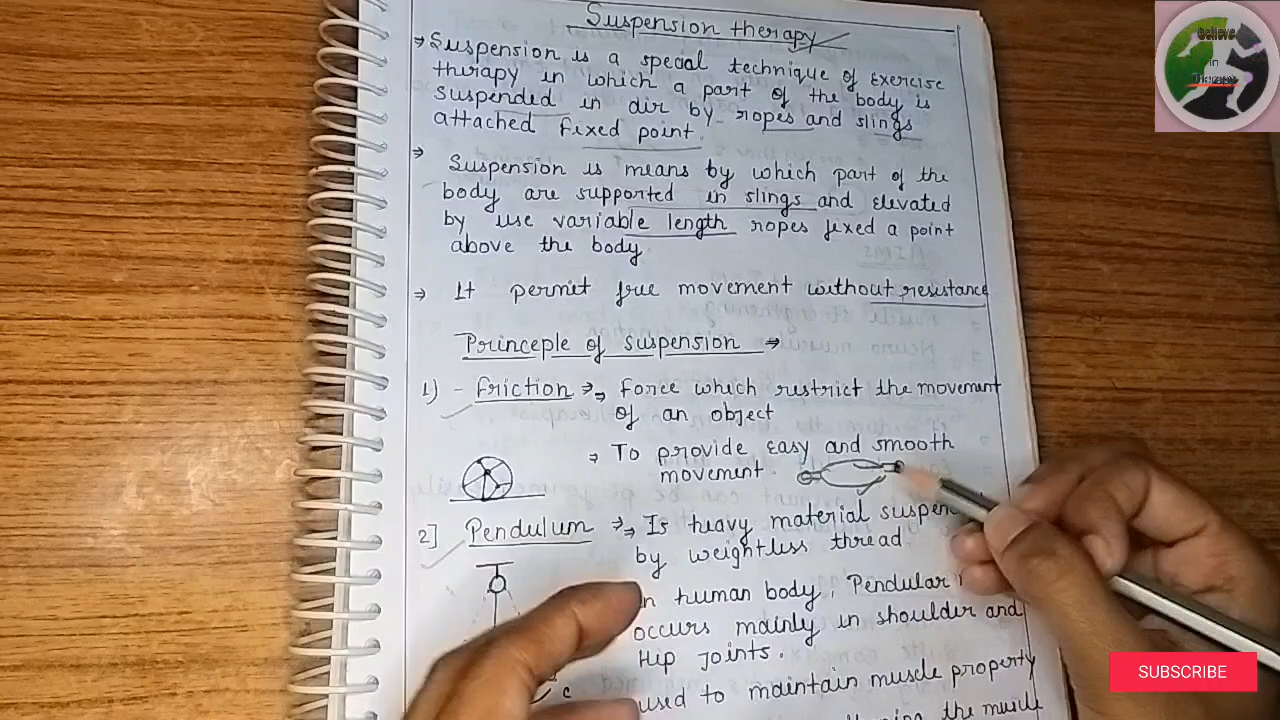 Suspension therapy
→ Suspension is a special technique of Exercise
therapy in which a part of the body is
suspended in air by ropes and slings
attached fixed point.
→
Suspension is means by which part of the
body are supported in slings and Elevated
by use variable length ropes fixed a point
above the body.
→ It permit free movement without resistance
Princeple of suspension →
1) - Friction →→ Force which restrict the movement
of an object
→ To provide Easy and smooth
movement.
2] Pendulum →→ Is heavy material
by weightless thread
human body, Pendular
occurs mainly in shoulder and
Hip Joints.
used to maintain muscle property
the muscle
C
Believe
in
Therapist
SUBSCRIBE